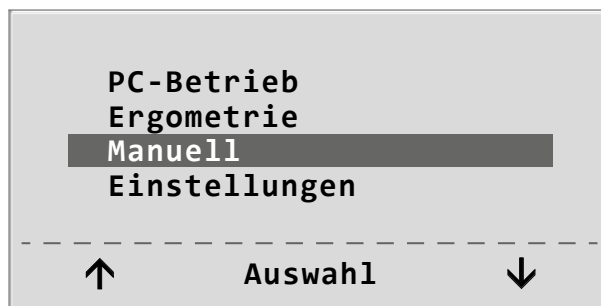 PC-Betrieb
Ergometrie
Manuell
Einstellungen
↑ Auswahl ↓